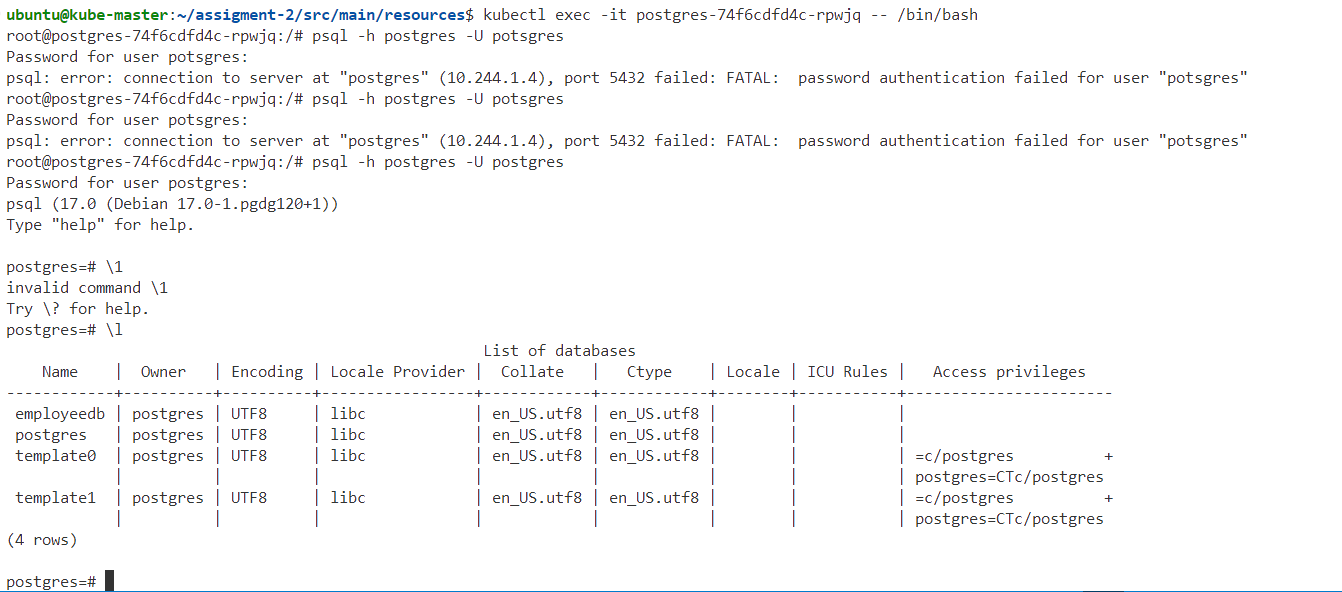 ubuntu@kube-master:~/assigment-2/src/main/resources$ kubectl exec -it postgres-74f6cdfd4c-rpwjq -- /bin/bash
root@postgres-74f6cdfd4c-rpwjq:/# psql -h postgres -U potsgres
Password for user potsgres:
psql: error: connection to server at "postgres" (10.244.1.4), port 5432 failed: FATAL:  password authentication failed for user "potsgres"
root@postgres-74f6cdfd4c-rpwjq:/# psql -h postgres -U potsgres
Password for user potsgres:
psql: error: connection to server at "postgres" (10.244.1.4), port 5432 failed: FATAL:  password authentication failed for user "potsgres"
root@postgres-74f6cdfd4c-rpwjq:/# psql -h postgres -U postgres
Password for user postgres:
psql (17.0 (Debian 17.0-1.pgdg120+1))
Type "help" for help.

postgres=# \1
invalid command \1
Try \? for help.
postgres=# \l
                                                     List of databases
    Name    |  Owner   | Encoding | Locale Provider |  Collate   |   Ctype    | Locale | ICU Rules |   Access privileges
------------+----------+----------+-----------------+------------+------------+--------+-----------+-----------------------
 employeedb | postgres | UTF8     | libc            | en_US.utf8 | en_US.utf8 |        |           |
 postgres   | postgres | UTF8     | libc            | en_US.utf8 | en_US.utf8 |        |           |
 template0  | postgres | UTF8     | libc            | en_US.utf8 | en_US.utf8 |        |           | =c/postgres          +
            |          |          |                 |            |            |        |           | postgres=CTc/postgres
 template1  | postgres | UTF8     | libc            | en_US.utf8 | en_US.utf8 |        |           | =c/postgres          +
            |          |          |                 |            |            |        |           | postgres=CTc/postgres
(4 rows)

postgres=#